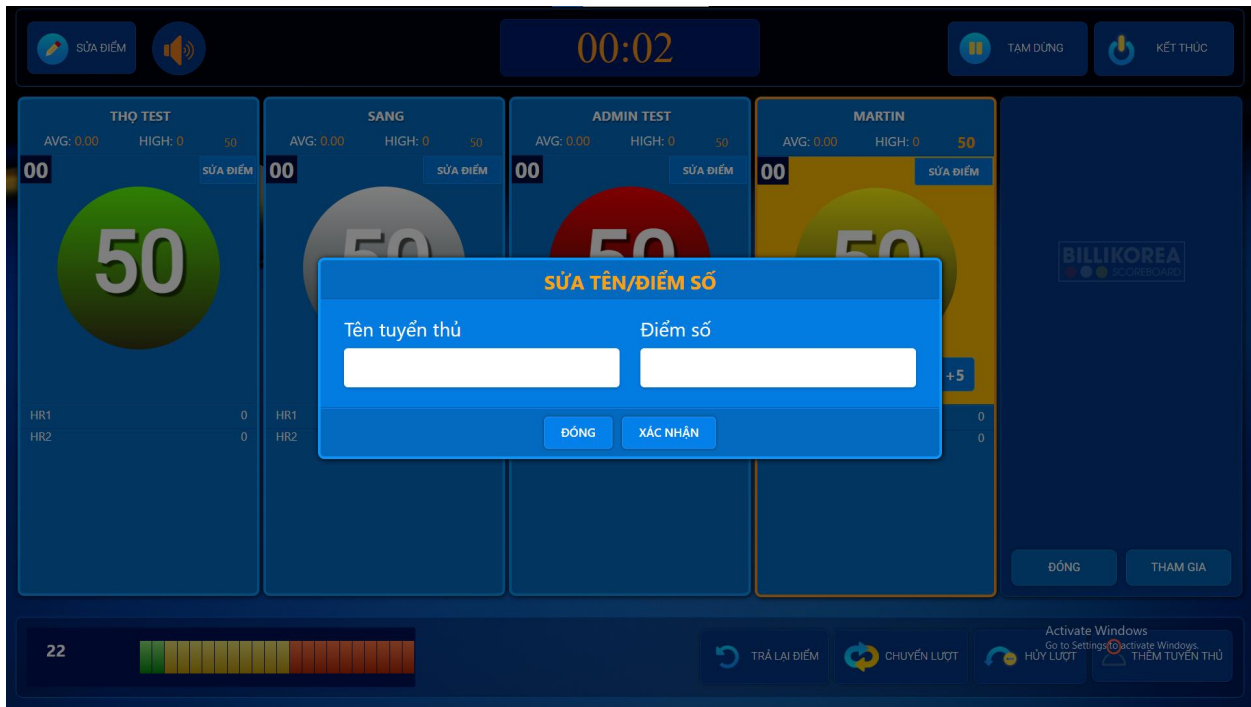 SỬA ĐIỂM
00:02
TẠM DỪNG
KẾT THÚC
THỌ TEST
AVG: 0.00 HIGH: 0 50
00 SỬA ĐIỂM
50
HR1 0
HR2 0
SANG
AVG: 0.00 HIGH: 0 50
00 SỬA ĐIỂM
50
HR1
HR2
ADMIN TEST
AVG: 0.00 HIGH: 0 50
00 SỬA ĐIỂM
50
MARTIN
AVG: 0.00 HIGH: 0 50
00 SỬA ĐIỂM
50
+5
0
0
BILLIKOREA
SCOREBOARD
SỬA TÊN/ĐIỂM SỐ
Tên tuyển thủ
Điểm số
ĐÓNG
XÁC NHẬN
ĐÓNG
THAM GIA
22
TRẢ LẠI ĐIỂM
CHUYỂN LƯỢT
HỦY LƯỢT
THÊM TUYỂN THỦ
Activate Windows
Go to Settings to activate Windows.